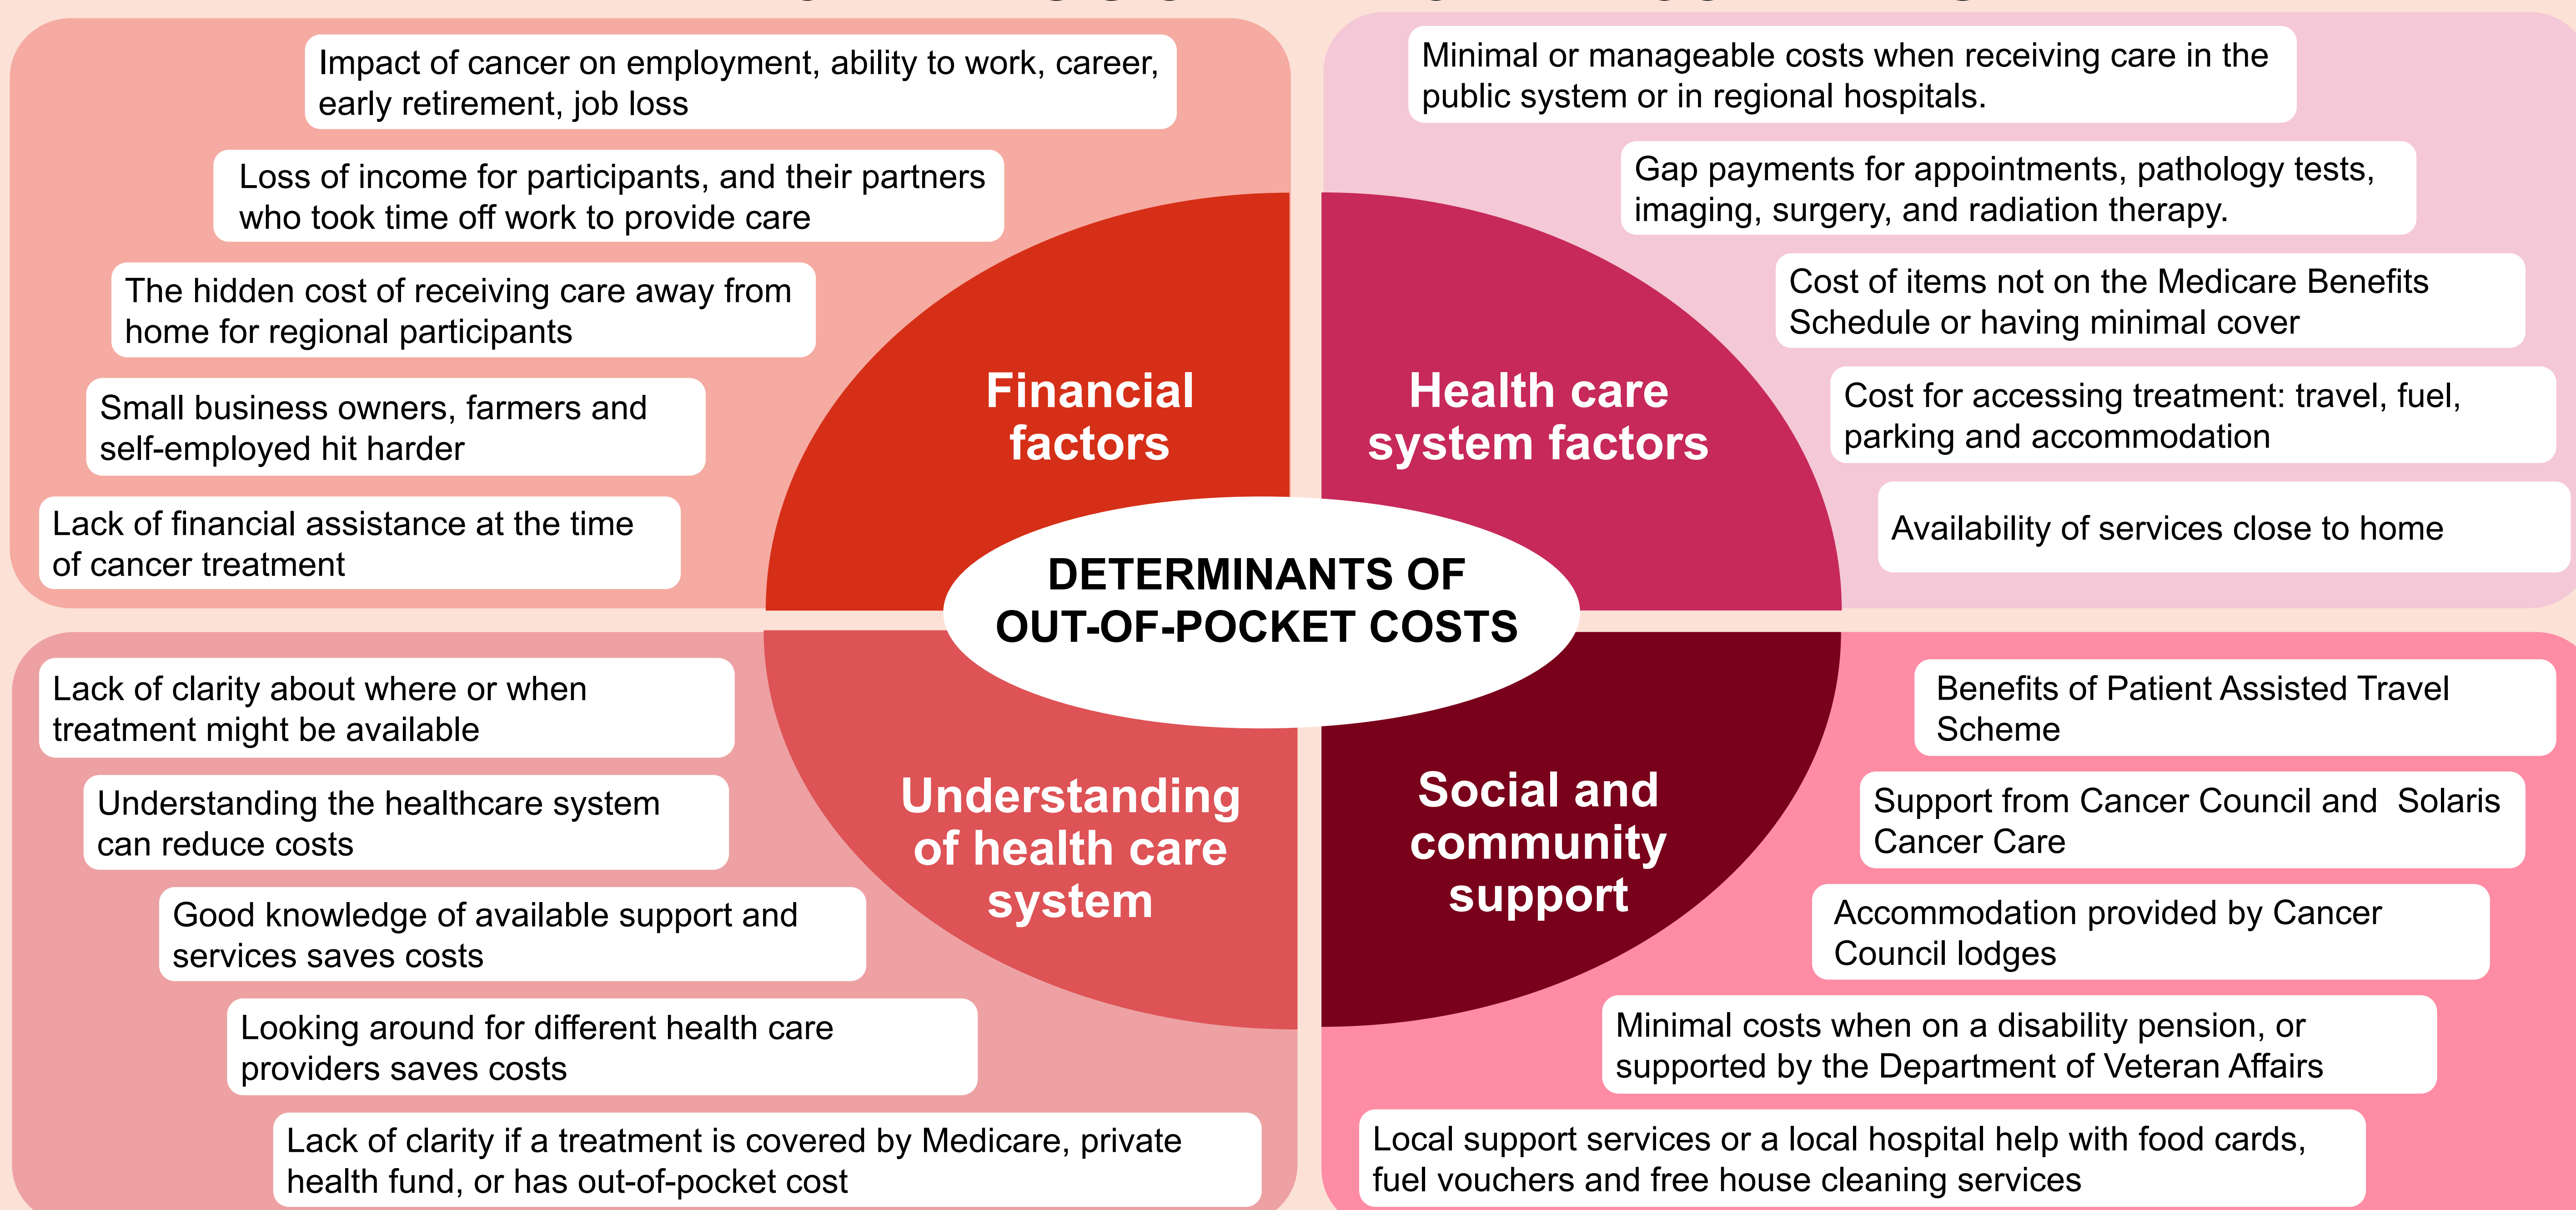 Impact of cancer on employment, ability to work, career,
early retirement, job loss
Loss of income for participants, and their partners
who took time off work to provide care
The hidden cost of receiving care away from
home for regional participants
Small business owners, farmers and
self-employed hit harder
Lack of financial assistance at the time
of cancer treatment
Financial
factors
Minimal or manageable costs when receiving care in the
public system or in regional hospitals.
Gap payments for appointments, pathology tests,
imaging, surgery, and radiation therapy.
Cost of items not on the Medicare Benefits
Schedule or having minimal cover
Cost for accessing treatment: travel, fuel,
parking and accommodation
Availability of services close to home
Health care
system factors
DETERMINANTS OF
OUT-OF-POCKET COSTS
Lack of clarity about where or when
treatment might be available
Understanding the healthcare system
can reduce costs
Good knowledge of available support and
services saves costs
Looking around for different health care
providers saves costs
Lack of clarity if a treatment is covered by Medicare, private
health fund, or has out-of-pocket cost
Understanding
of health care
system
Social and
community
support
Benefits of Patient Assisted Travel
Scheme
Support from Cancer Council and  Solaris
Cancer Care
Accommodation provided by Cancer
Council lodges
Minimal costs when on a disability pension, or
supported by the Department of Veteran Affairs
Local support services or a local hospital help with food cards,
fuel vouchers and free house cleaning services